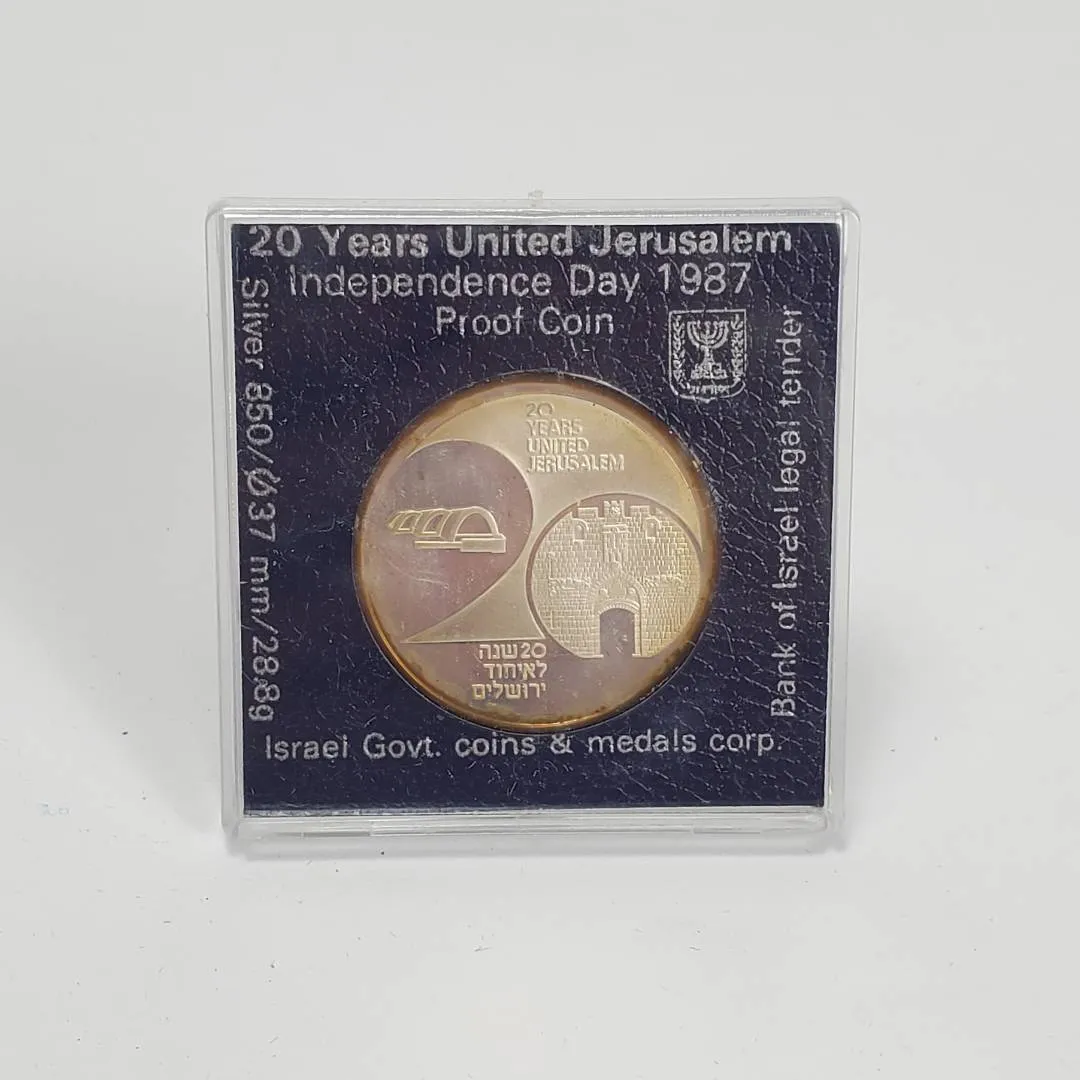 20 Years United Jerusalem
Independence Day 1987
Proof Coin
Silver 850/Ø37 mm/28.8g
20
YEARS
UNITED
JERUSALEM
20 שנה
לאיחוד
ירושלים
Bank of Israel legal tender
Israel Govt. coins & medals corp.